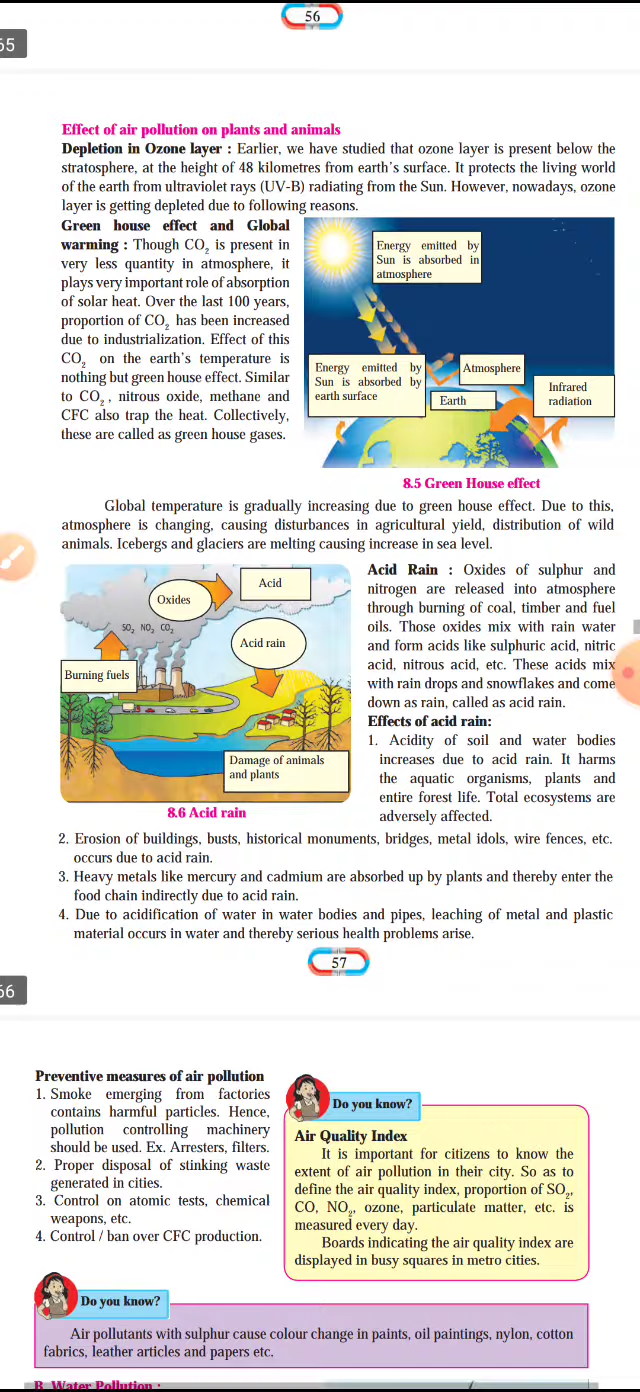 56
55
Effect of air pollution on plants and animals
Depletion in Ozone layer : Earlier, we have studied that ozone layer is present below the
stratosphere, at the height of 48 kilometres from earth's surface. It protects the living world
of the earth from ultraviolet rays (UV-B) radiating from the Sun. However, nowadays, ozone
layer is getting depleted due to following reasons.
Green house effect and Global
warming : Though CO₂ is present in
very less quantity in atmosphere, it
plays very important role of absorption
of solar heat. Over the last 100 years,
proportion of CO₂ has been increased
due to industrialization. Effect of this
CO₂ on the earth's temperature is
nothing but green house effect. Similar
to CO₂, nitrous oxide, methane and
CFC also trap the heat. Collectively,
these are called as green house gases.
Energy emitted by
Sun is absorbed in
atmosphere
Energy emitted by
Sun is absorbed by
earth surface
Atmosphere
Earth
Infrared
radiation
8.5 Green House effect
Global temperature is gradually increasing due to green house effect. Due to this,
atmosphere is changing, causing disturbances in agricultural yield, distribution of wild
animals. Icebergs and glaciers are melting causing increase in sea level.
Oxides
Acid
SO₂ NO₂ CO₂
Acid rain
Burning fuels
Damage of animals
and plants
8.6 Acid rain
Acid Rain : Oxides of sulphur and
nitrogen are released into atmosphere
through burning of coal, timber and fuel
oils. Those oxides mix with rain water
and form acids like sulphuric acid, nitric
acid, nitrous acid, etc. These acids mix
with rain drops and snowflakes and come
down as rain, called as acid rain.
Effects of acid rain:
1. Acidity of soil and water bodies
increases due to acid rain. It harms
the aquatic organisms, plants and
entire forest life. Total ecosystems are
adversely affected.
2. Erosion of buildings, busts, historical monuments, bridges, metal idols, wire fences, etc.
occurs due to acid rain.
3. Heavy metals like mercury and cadmium are absorbed up by plants and thereby enter the
food chain indirectly due to acid rain.
4. Due to acidification of water in water bodies and pipes, leaching of metal and plastic
material occurs in water and thereby serious health problems arise.
57
66
Preventive measures of air pollution
1. Smoke emerging from factories
contains harmful particles. Hence,
pollution controlling machinery
should be used. Ex. Arresters, filters.
2. Proper disposal of stinking waste
generated in cities.
3. Control on atomic tests, chemical
weapons, etc.
4. Control / ban over CFC production.
Do you know?
Air Quality Index
It is important for citizens to know the
extent of air pollution in their city. So as to
define the air quality index, proportion of SO₂,
CO, NO₂, ozone, particulate matter, etc. is
measured every day.
Boards indicating the air quality index are
displayed in busy squares in metro cities.
Do you know?
Air pollutants with sulphur cause colour change in paints, oil paintings, nylon, cotton
fabrics, leather articles and papers etc.
B. Water Pollution :